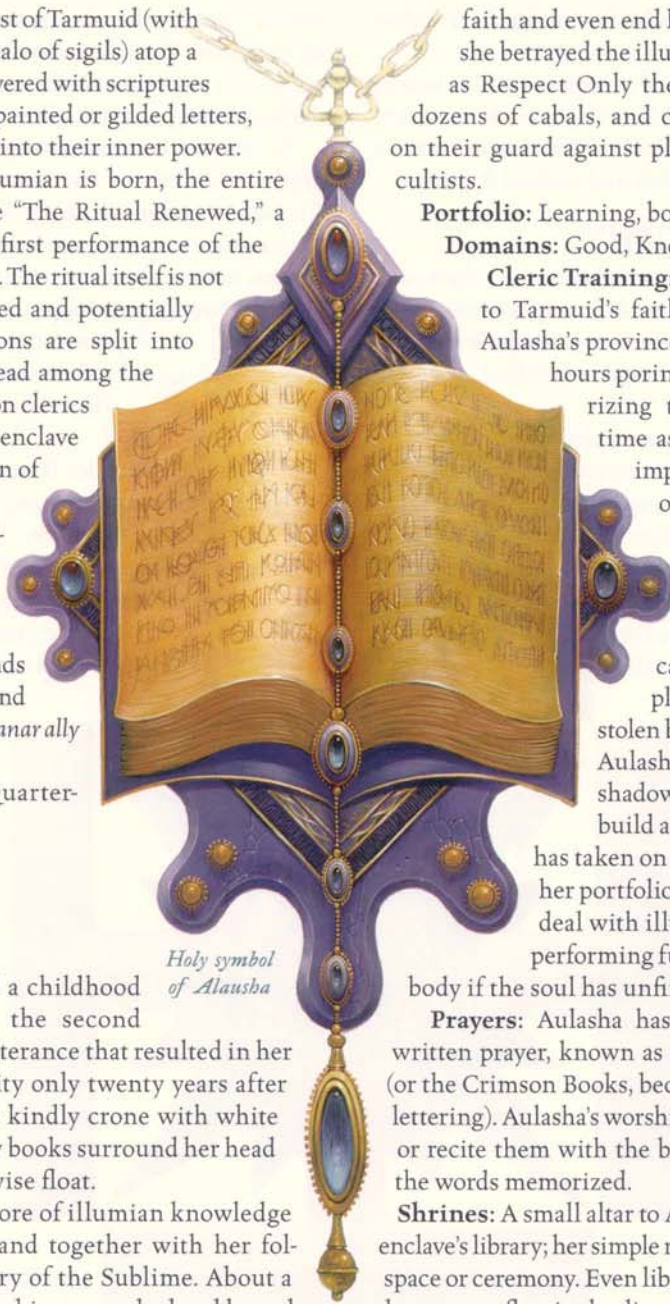 st of Tarmuid (with
alo of sigils) atop a
vered with scriptures
painted or gilded letters,
into their inner power.
umian is born, the entire
e “The Ritual Renewed,” a
first performance of the
. The ritual itself is not
ed and potentially
ons are split into
ead among the
on clerics
enclave
n of
-
ds
nd
anar ally
uarter-
a childhood
the second
terance that resulted in her
ity only twenty years after
kindly crone with white
y books surround her head
wise float.
ore of illumian knowledge
and together with her fol-
ry of the Sublime. About a
Holy symbol
of Alausha
faith and even end
she betrayed the illu
as Respect Only the
dozens of cabals, and c
on their guard against pl
cultists.
Portfolio: Learning, bo
Domains: Good, Kno
Cleric Training:
to Tarmuid’s faith
Aulasha’s province
hours porin
rizing t
time as
imp
o
ca
pl
stolen b
Aulash
shadow
build a
has taken on
her portfolio
deal with ill
performing fu
body if the soul has unfi
Prayers: Aulasha has
written prayer, known as
(or the Crimson Books, bec
lettering). Aulasha’s worsh
or recite them with the b
the words memorized.
Shrines: A small altar to A
enclave’s library; her simple r
space or ceremony. Even lib